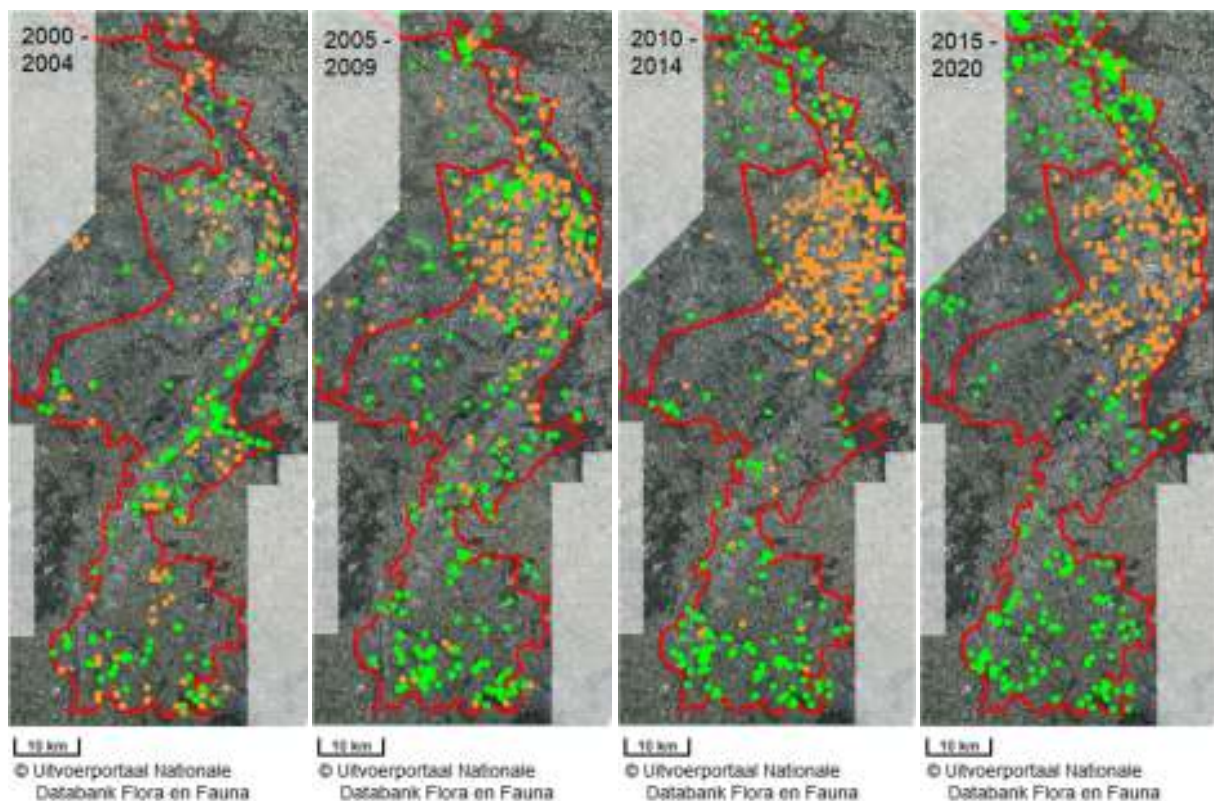 2000 -
2004
2005 -
2009
2010 -
2014
2015 -
2020
10 km
© Uitvoerportaal Nationale
Databank Flora en Fauna
10 km
© Uitvoerportaal Nationale
Databank Flora en Fauna
10 km
© Uitvoerportaal Nationale
Databank Flora en Fauna
10 km
© Uitvoerportaal Nationale
Databank Flora en Fauna